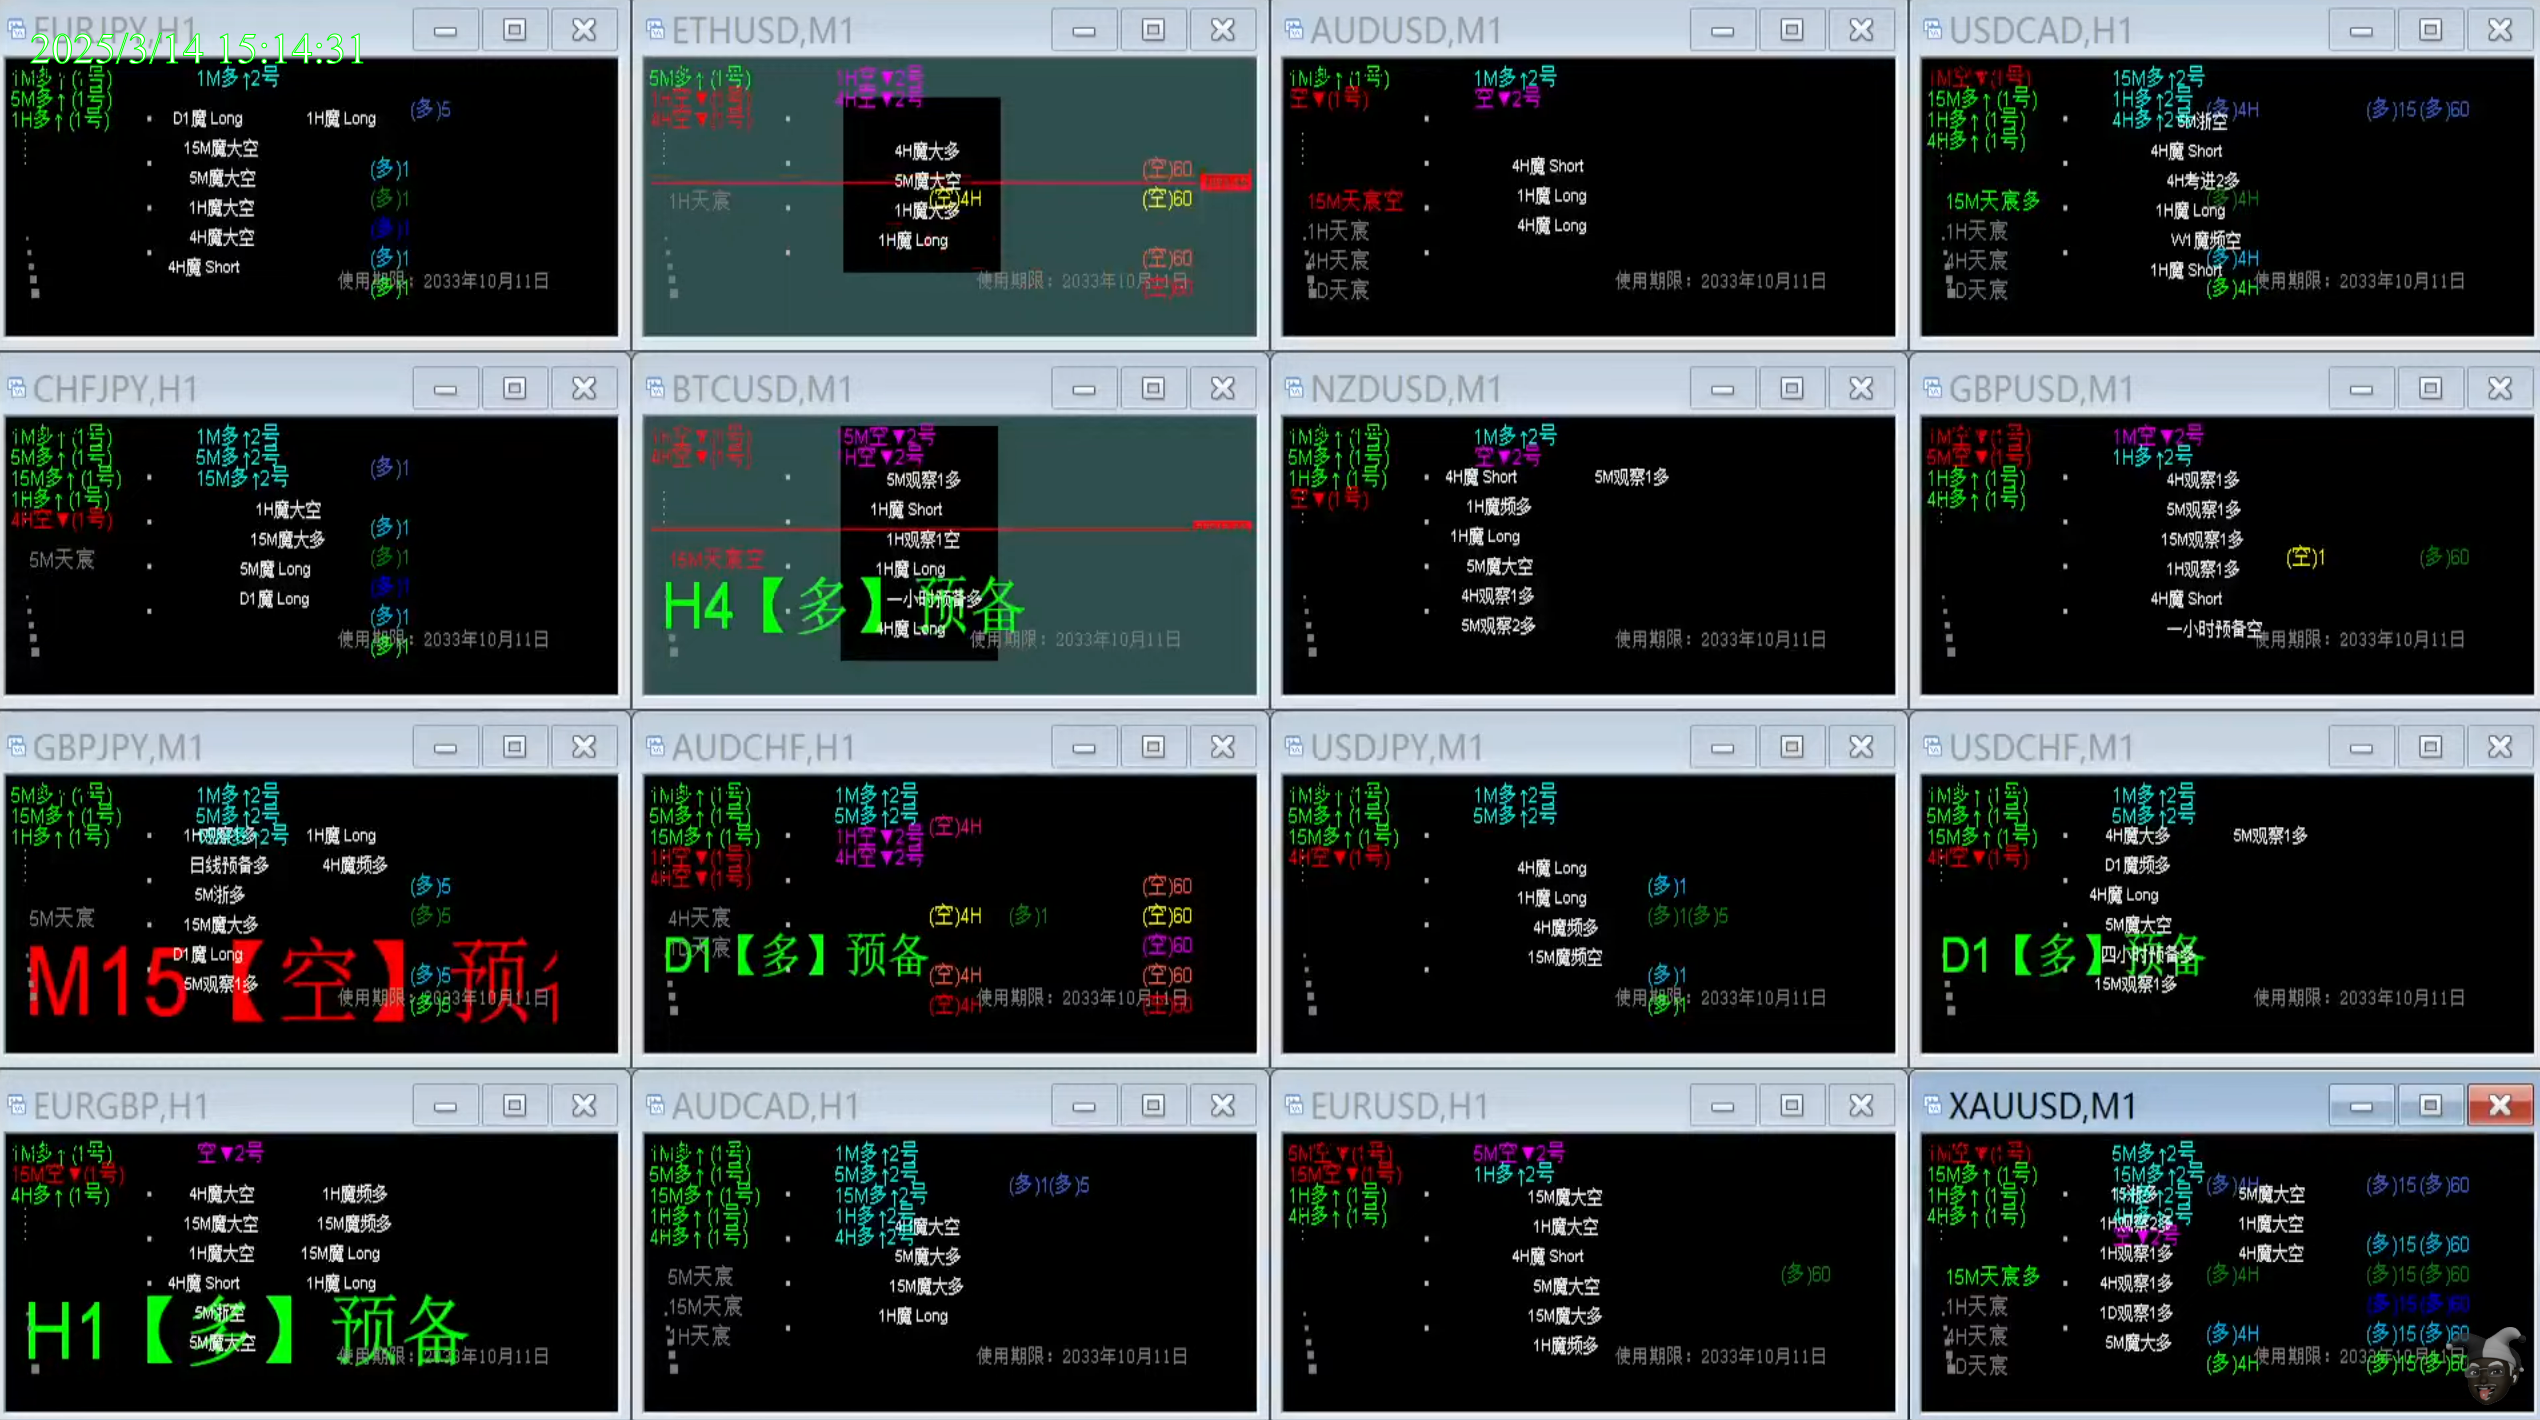 EURJPY,H1
2025/3/14 15:14:31
1M多↑(1号) 1M多↑2号
5M多↑(1号) (多)5
1H多↑(1号) D1魔 Long 1H魔 Long
15M魔大空
5M魔大空 (多)1
1H魔大空 (多)1
4H魔大空 (多)1
4H魔 Short (多)1
使用期限：2033年10月11日
(多)1
ETHUSD,M1
5M多↑(1号) 1H空▼2号
1H空▼(1号) 4H空▼2号
4H空▼(1号)
4H魔大多
5M魔大空 (空)60
1H天宸 (空)4H (空)60
1H魔大多
1H魔 Long (空)60
使用期限：2033年10月11日
AUDUSD,M1
1M多↑(1号) 1M多↑2号
空▼(1号) 空▼2号
4H魔 Short
15M天宸空 1H魔 Long
1H天宸 4H魔 Long
4H天宸
1D天宸 使用期限：2033年10月11日
USDCAD,H1
1M空▼(1号) 15M多↑2号
15M多↑(1号) 1H多↑2号 (多)4H (多)15(多)60
1H多↑(1号) 4H多↑2号 5M浙空
4H多↑(1号) 4H魔 Short
4H考进2多
15M天宸多 1H魔 Long (多)4H
1H天宸 W1魔频空
4H天宸 1H魔 Short (多)4H
1D天宸 (多)4H 使用期限：2033年10月11日
CHFJPY,H1
1M多↑(1号) 1M多↑2号
5M多↑(1号) 5M多↑2号 (多)1
15M多↑(1号) 15M多↑2号
1H多↑(1号) 1H魔大空
4H空▼(1号) (多)1
15M魔大多
5M天宸 5M魔 Long (多)1
D1魔 Long (多)1
(多)1
使用期限：2033年10月11日
(多)1
BTCUSD,M1
1H空▼(1号) 15M空▼2号
4H空▼(1号) 1H空▼2号
5M观察1多
1H魔 Short
1H观察1空
15M天宸空 1H魔 Long
H4【多】预备
一小时预备多
4H魔 Long
使用期限：2033年10月11日
NZDUSD,M1
1M多↑(1号) 1M多↑2号
5M多↑(1号) 空▼2号
1H多↑(1号) 4H魔 Short 5M观察1多
空▼(1号) 1H魔频多
1H魔 Long
5M魔大空
4H观察1多
5M观察2多
使用期限：2033年10月11日
GBPUSD,M1
1M空▼(1号) 1M空▼2号
5M空▼(1号) 1H多↑2号
1H多↑(1号) 4H观察1多
4H多↑(1号) 5M观察1多
15M观察1多
1H观察1多 (空)1 (多)60
4H魔 Short
一小时预备空
使用期限：2033年10月11日
GBPJPY,M1
5M多↑(1号) 1M多↑2号
15M多↑(1号) 5M多↑2号
1H多↑(1号) 1H观察1多 1H魔 Long
日线预备多 4H魔频多
5M浙多 (多)5
5M天宸 15M魔大多 (多)5
D1魔 Long
M15【空】预
5M观察1多 (多)5
使用期限：2033年10月11日
(多)5
AUDCHF,H1
1M多↑(1号) 1M多↑2号
5M多↑(1号) 5M多↑2号
15M多↑(1号) 1H空▼2号 (空)4H
1H空▼(1号) 4H空▼2号
4H空▼(1号) (空)60
4H天宸 (空)4H (多)1 (空)60
1D天宸 (空)60
D1【多】预备
(空)4H (空)60
(空)4H 使用期限：2033年10月11日
USDJPY,M1
1M多↑(1号) 1M多↑2号
5M多↑(1号) 5M多↑2号
15M多↑(1号)
4H空▼(1号) 4H魔 Long
1H魔 Long (多)1
4H魔频多 (多)1(多)5
15M魔频空 (多)1
使用期限：2033年10月11日
(多)1
USDCHF,M1
1M多↑(1号) 1M多↑2号
5M多↑(1号) 5M多↑2号
15M多↑(1号) 4H魔大多 5M观察1多
4H空▼(1号) D1魔频多
4H魔 Long
5M魔大空
D1【多】预备
四小时预备多
15M观察1多
使用期限：2033年10月11日
EURGBP,H1
1M多↑(1号) 空▼2号
15M空▼(1号)
4H多↑(1号) 4H魔大空 1H魔频多
15M魔大空 15M魔频多
1H魔大空 15M魔 Long
4H魔 Short 1H魔 Long
5M浙空
H1【多】预备
5M魔大空
使用期限：2033年10月11日
AUDCAD,H1
1M多↑(1号) 1M多↑2号
5M多↑(1号) 5M多↑2号
15M多↑(1号) 15M多↑2号 (多)1(多)5
1H多↑(1号) 1H多↑2号
4H多↑(1号) 4H多↑2号
4H魔大空
5M魔大多
5M天宸 15M魔大多
15M天宸 1H魔 Long
1H天宸
使用期限：2033年10月11日
EURUSD,H1
5M空▼(1号) 5M空▼2号
15M空▼(1号) 1H多↑2号
1H多↑(1号) 15M魔大空
4H多↑(1号) 1H魔大空
4H魔 Short
5M魔大空 (多)60
15M魔大多
1H魔频多
使用期限：2033年10月11日
XAUUSD,M1
1M空▼(1号) 5M多↑2号
15M多↑(1号) 15M多↑2号
1H多↑(1号) (多)4H 5M魔大空 (多)15(多)60
4H多↑(1号) 4H多↑2号
1H观察2多 1H魔大空
空▼2号
1H观察1多 4H魔大空 (多)15(多)60
15M天宸多 4H观察1多 (多)4H (多)15(多)60
1H天宸 1D观察1多 (多)15(多)60
4H天宸 5M魔大多 (多)4H (多)15(多)60
1D天宸 (多)4H (多)15(多)60